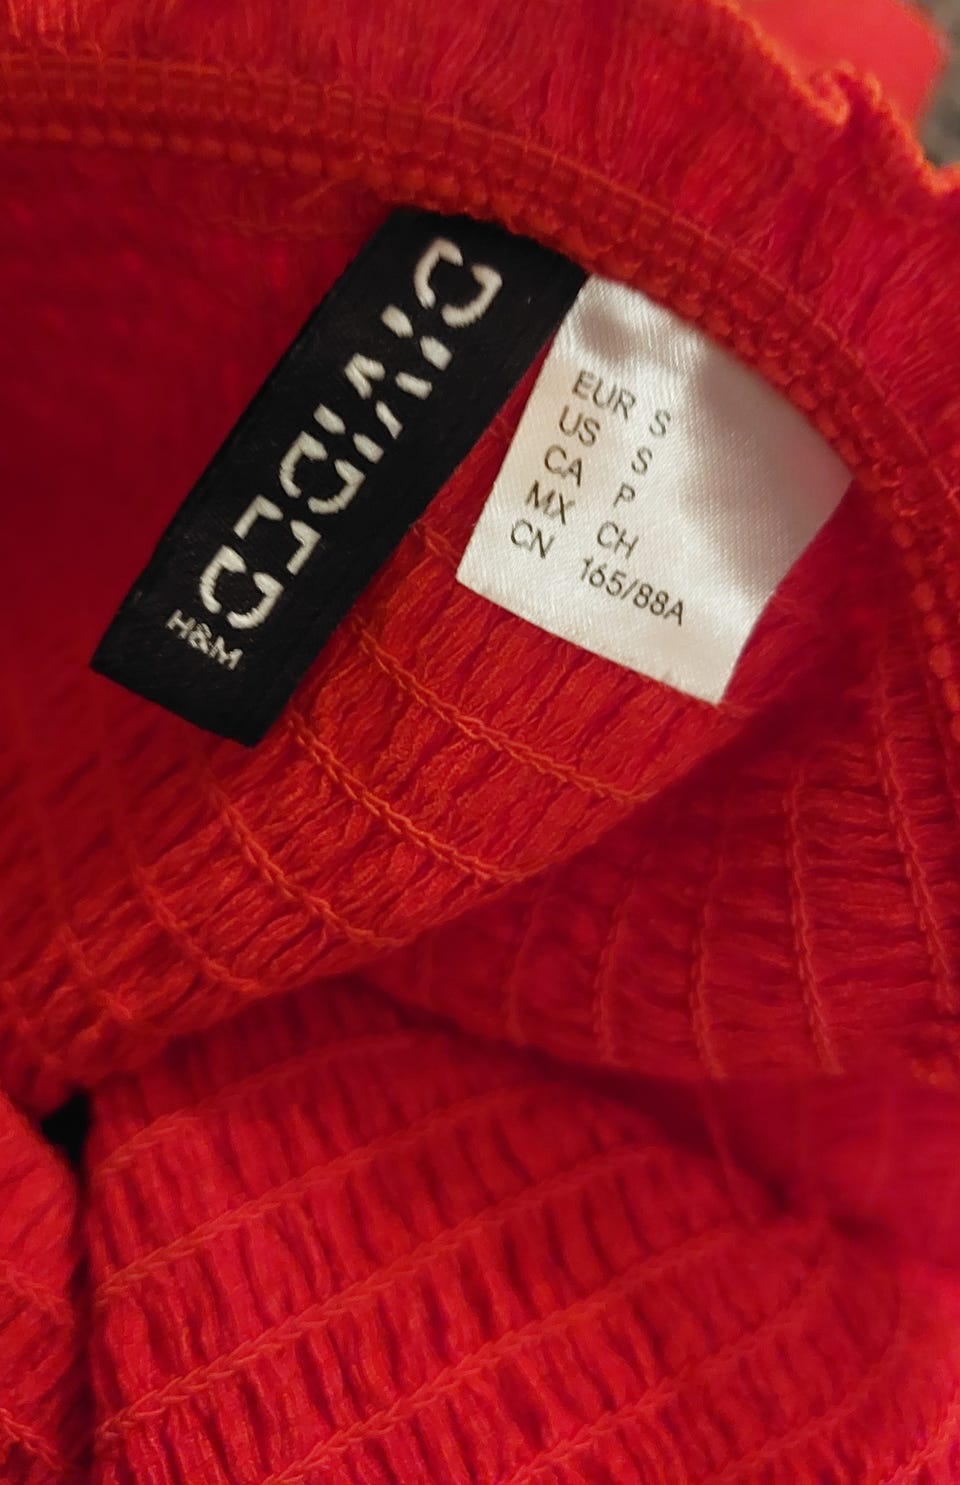 DIVIDED
H&M
EUR S
US S
CA P
MX CH
CN 165/88A